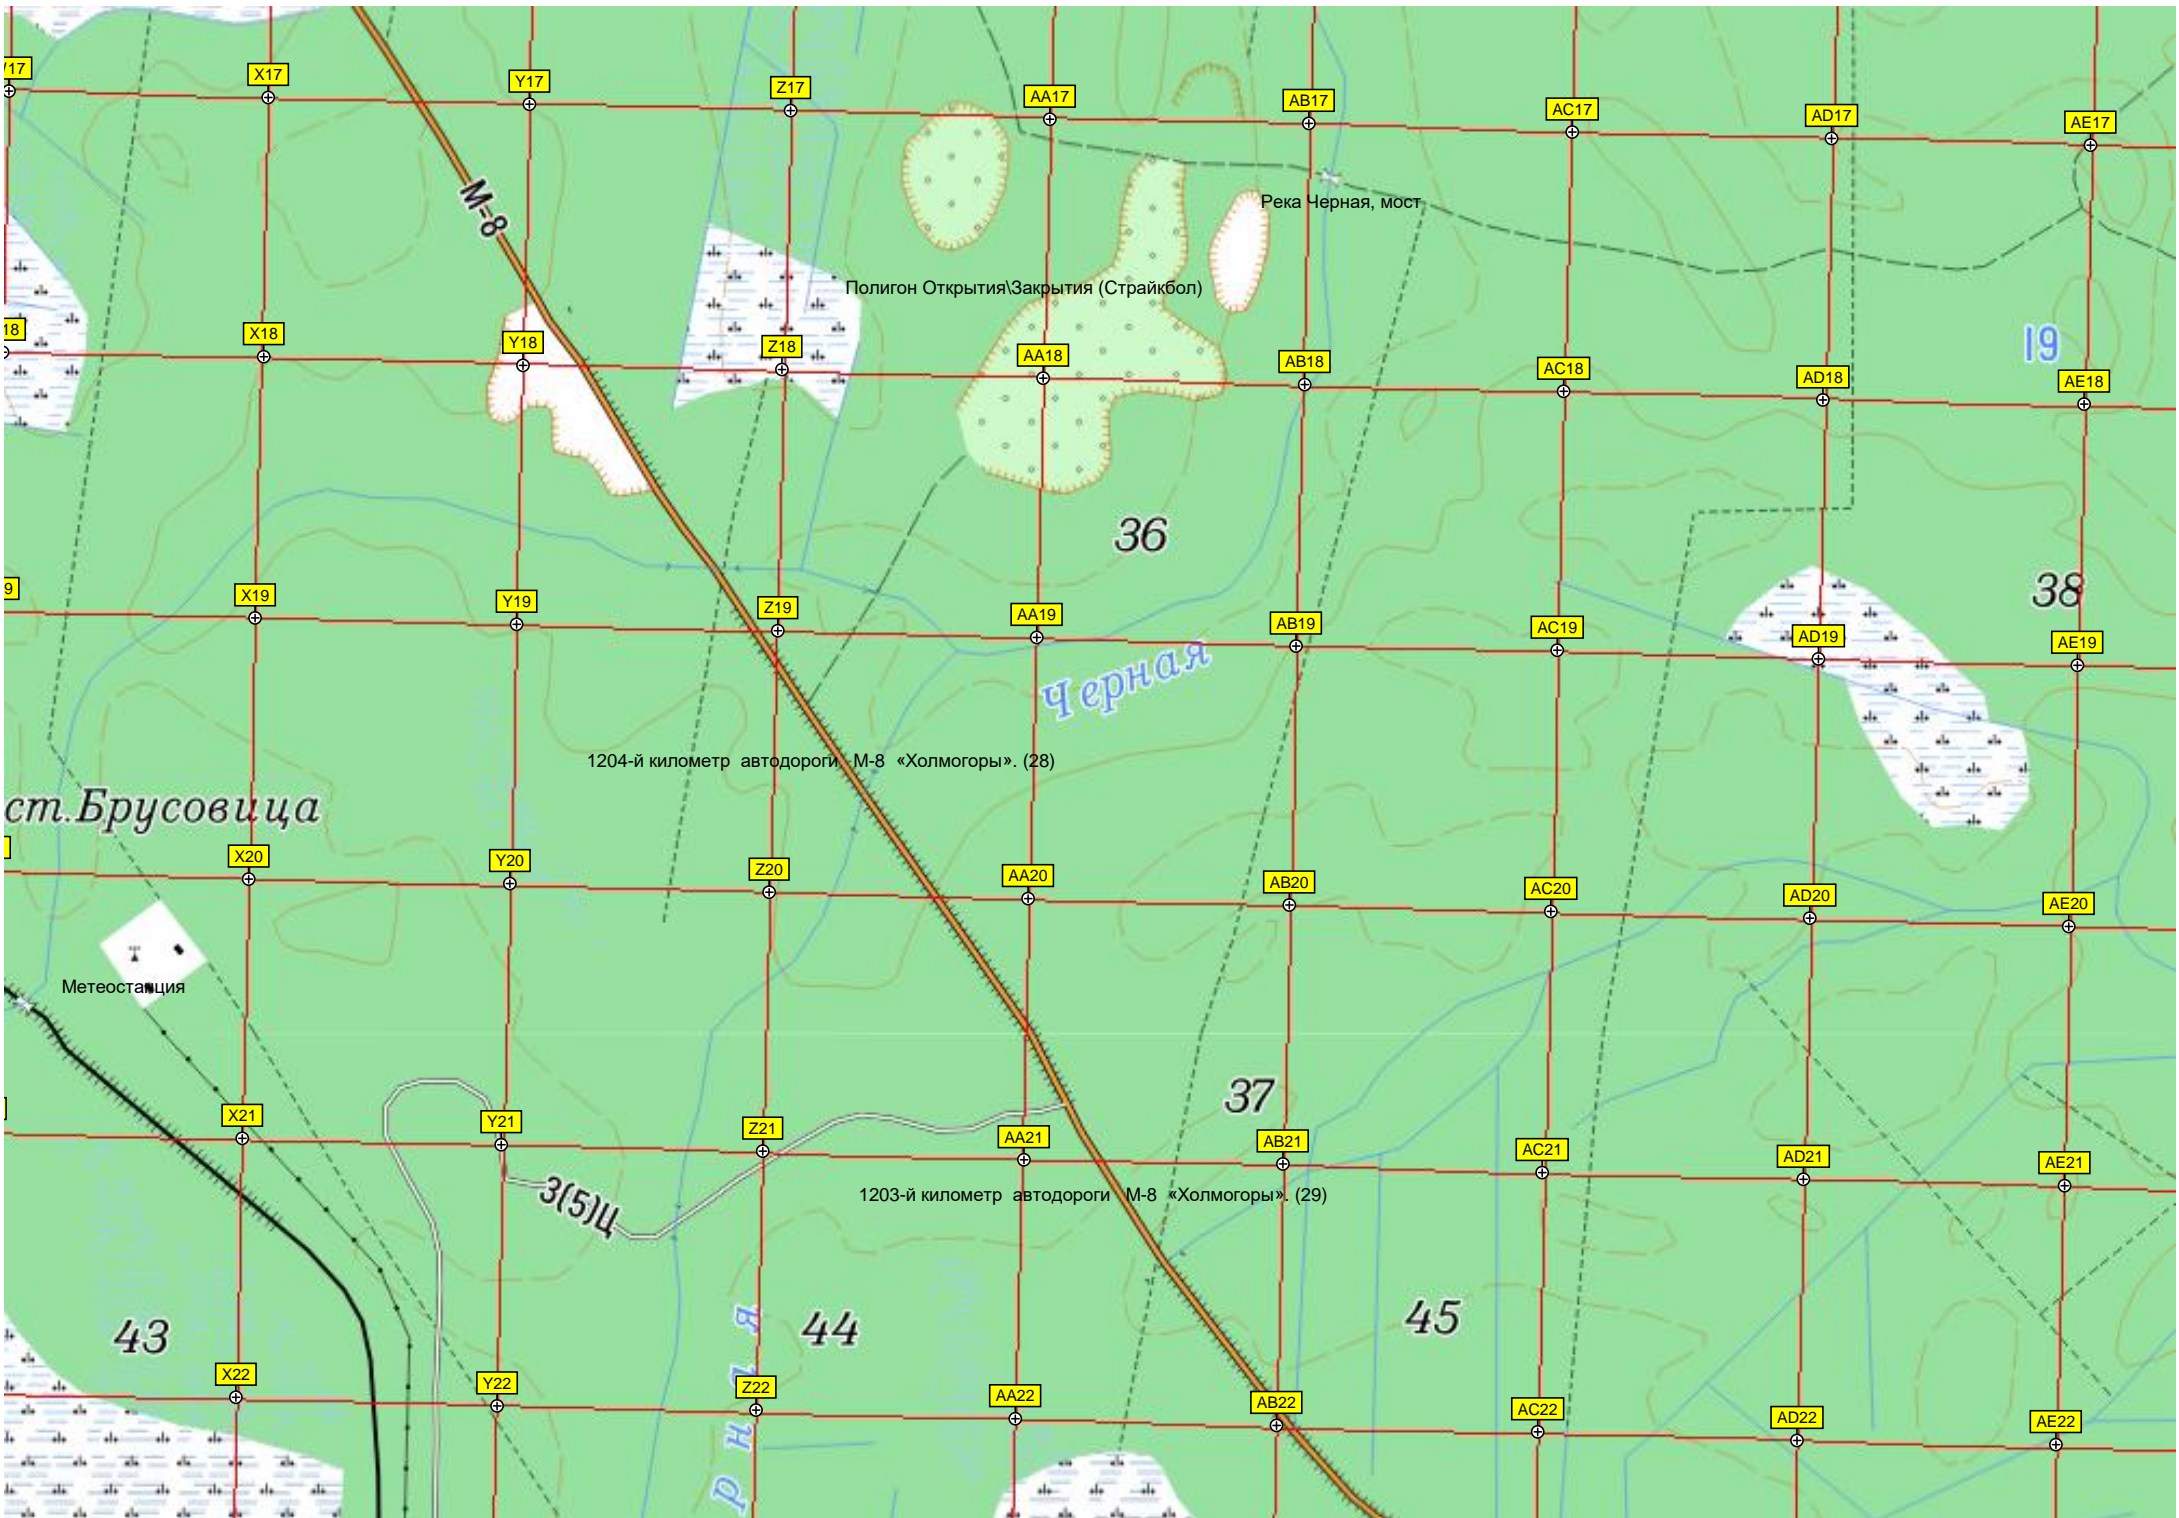 /17
X17
Y17
Z17
AA17
AB17
AC17
AD17
AE17
М-8
Река Черная, мост
Полигон Открытия\Закрытия (Страйкбол)
18
X18
Y18
Z18
AA18
AB18
AC18
AD18
AE18
19
36
38
9
X19
Y19
Z19
AA19
AB19
AC19
AD19
AE19
Черная
1204-й километр автодороги М-8 «Холмогоры». (28)
ст.Брусовица
X20
Y20
Z20
AA20
AB20
AC20
AD20
AE20
Метеостанция
37
X21
Y21
Z21
AA21
AB21
AC21
AD21
AE21
3(5)Ц
1203-й километр автодороги М-8 «Холмогоры». (29)
43
44
45
X22
Y22
Z22
AA22
AB22
AC22
AD22
AE22